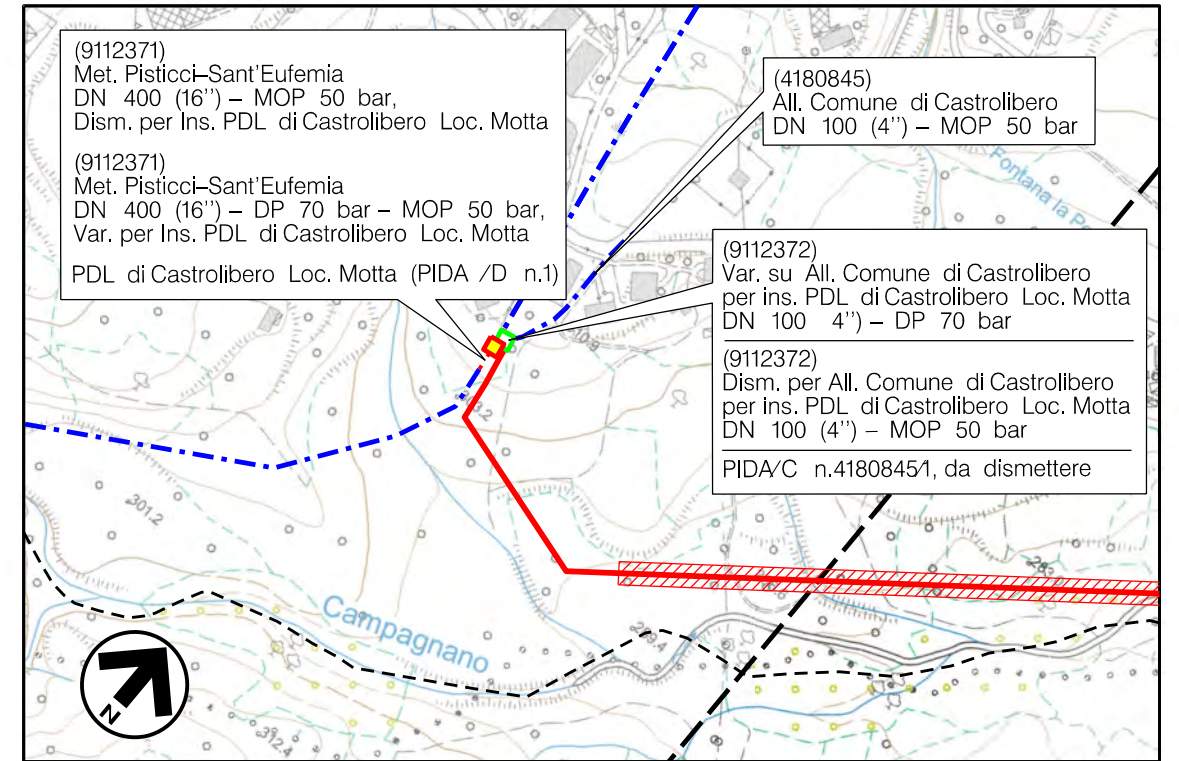 (9112371)
Met. Pisticci–Sant'Eufemia
DN 400 (16'') – MOP 50 bar,
Dism. per Ins. PDL di Castrolibero Loc. Motta
(9112371)
Met. Pisticci–Sant'Eufemia
DN 400 (16'') – DP 70 bar – MOP 50 bar,
Var. per Ins. PDL di Castrolibero Loc. Motta
PDL di Castrolibero Loc. Motta (PIDA /D n.1)
(4180845)
All. Comune di Castrolibero
DN 100 (4'') – MOP 50 bar
Fontana la
(9112372)
Var. su All. Comune di Castrolibero
per ins. PDL di Castrolibero Loc. Motta
DN 100 4'') – DP 70 bar
(9112372)
Dism. per All. Comune di Castrolibero
per ins. PDL di Castrolibero Loc. Motta
DN 100 (4'') – MOP 50 bar
PIDA/C n.4180845/1, da dismettere
301.2
Campagnano
312.4
N